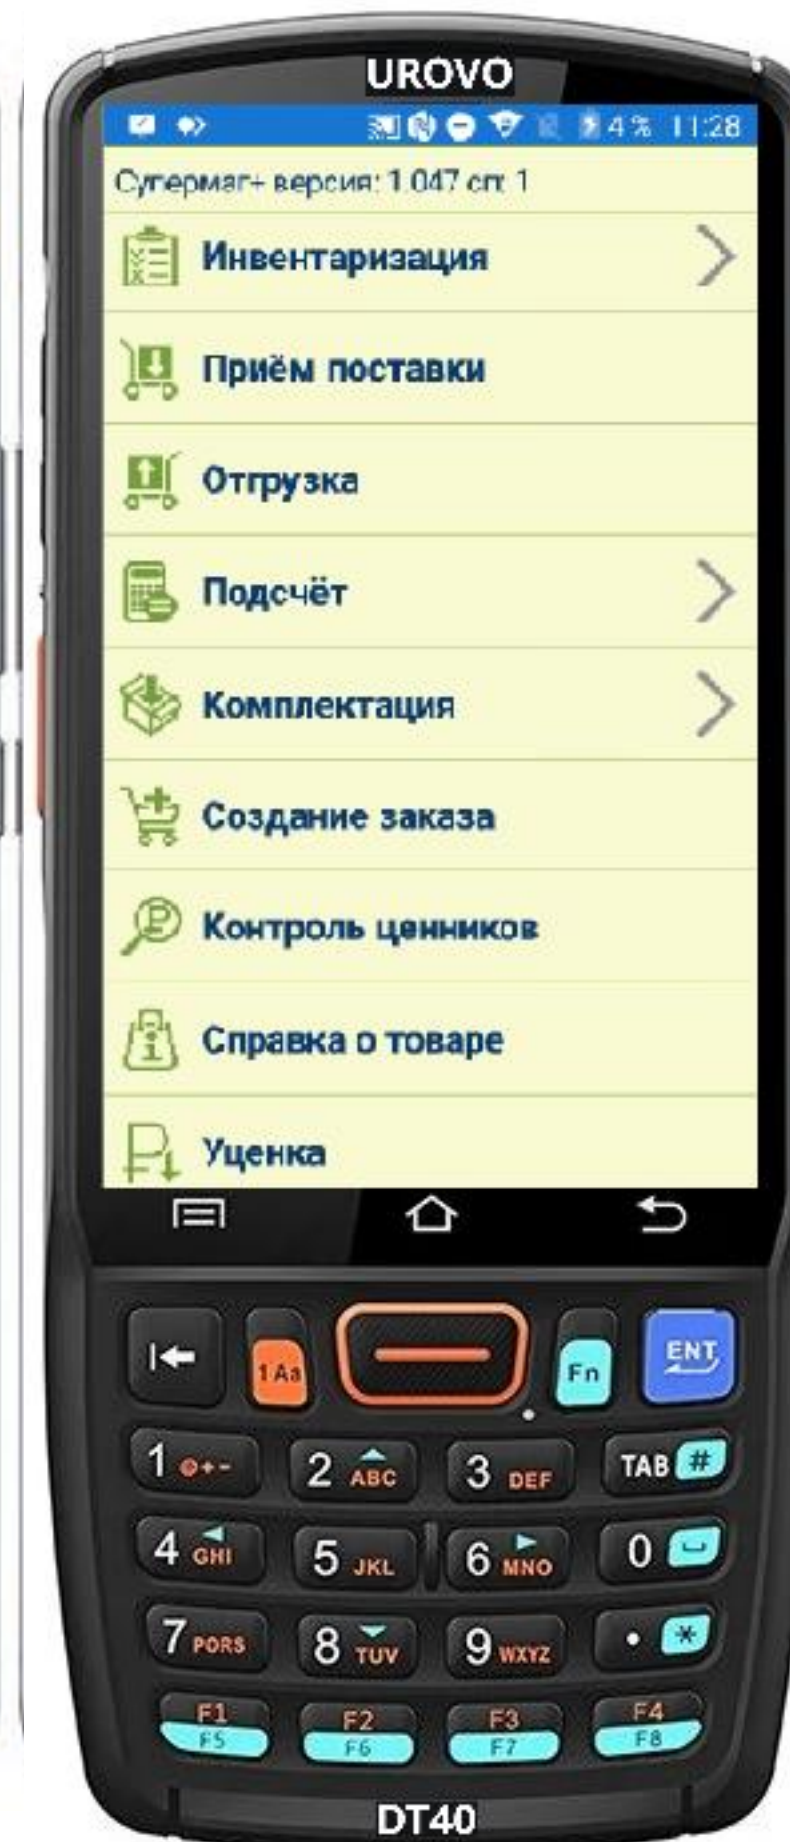 UROVO
4% 11:28
Супермаг+ версия: 1.047 сп: 1
Инвентаризация
Приём поставки
Отгрузка
Подсчёт
Комплектация
Создание заказа
Контроль ценников
Справка о товаре
Уценка
1Aa Fn ENT
1 @+- 2 ABC 3 DEF TAB #
4 GHI 5 JKL 6 MNO 0
7 PQRS 8 TUV 9 WXYZ . *
F1 F2 F3 F4
F5 F6 F7 F8
DT40